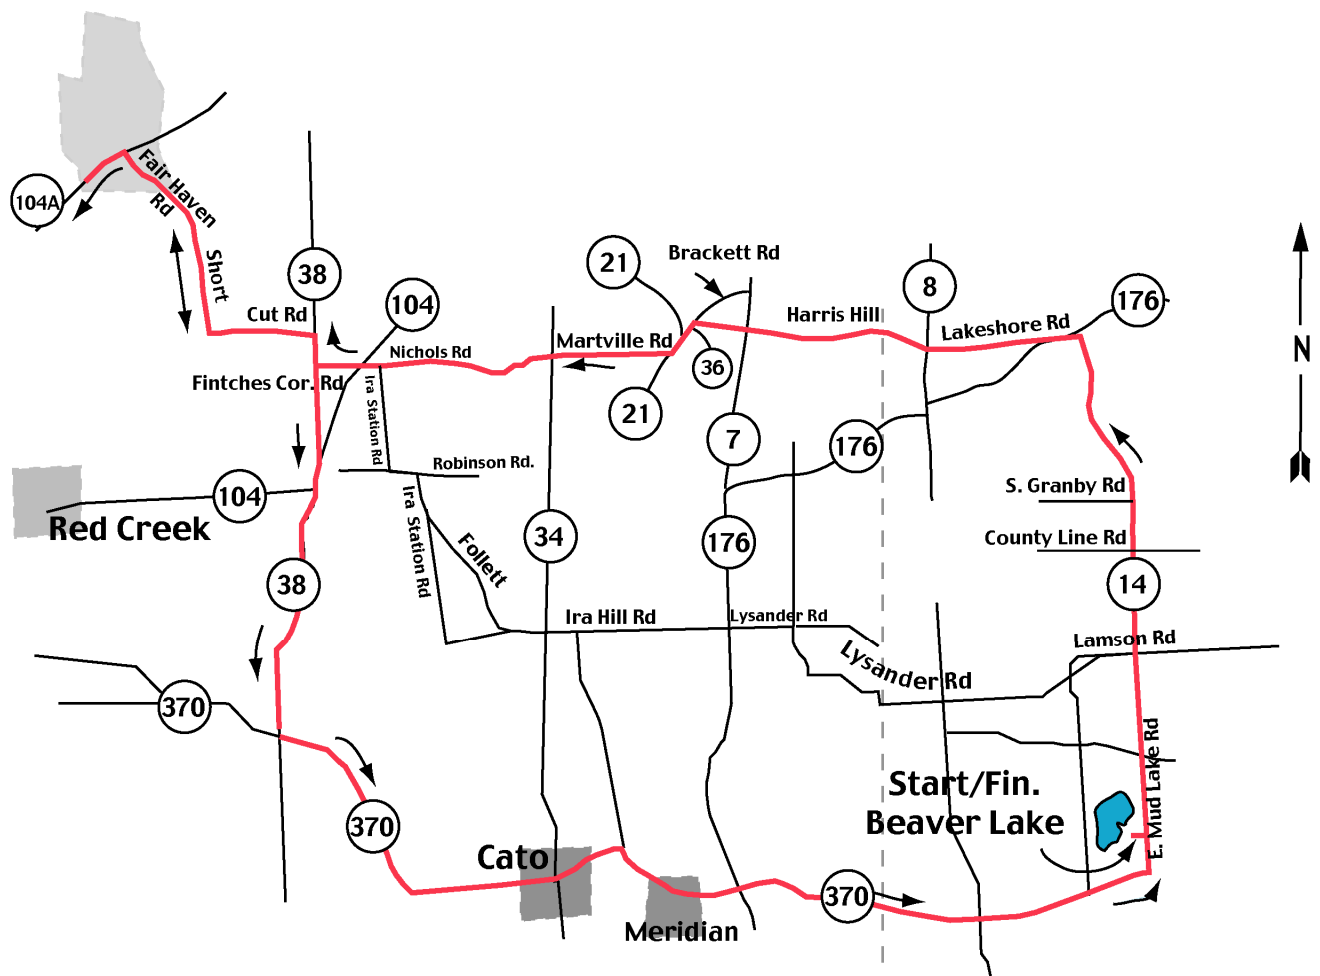 Fair Haven
Rd
104A
Short
Cut Rd
38
104
21
Brackett Rd
8
176
Harris Hill
Lakeshore Rd
Martville Rd
Nichols Rd
36
N
Fintches Cor. Rd
Ira Station Rd
21
7
176
Robinson Rd.
S. Granby Rd
104
Red Creek
Ira Station Rd
Follett
34
176
County Line Rd
38
14
Ira Hill Rd
Lysander Rd
Lamson Rd
Lysander Rd
370
E. Mud Lake Rd
Start/Fin.
Beaver Lake
370
Cato
370
Meridian